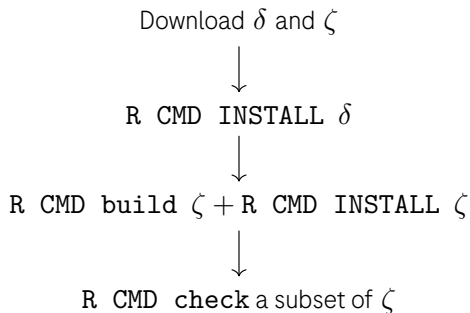 Download δ and ζ
R CMD INSTALL δ
R CMD build ζ + R CMD INSTALL ζ
R CMD check a subset of ζ